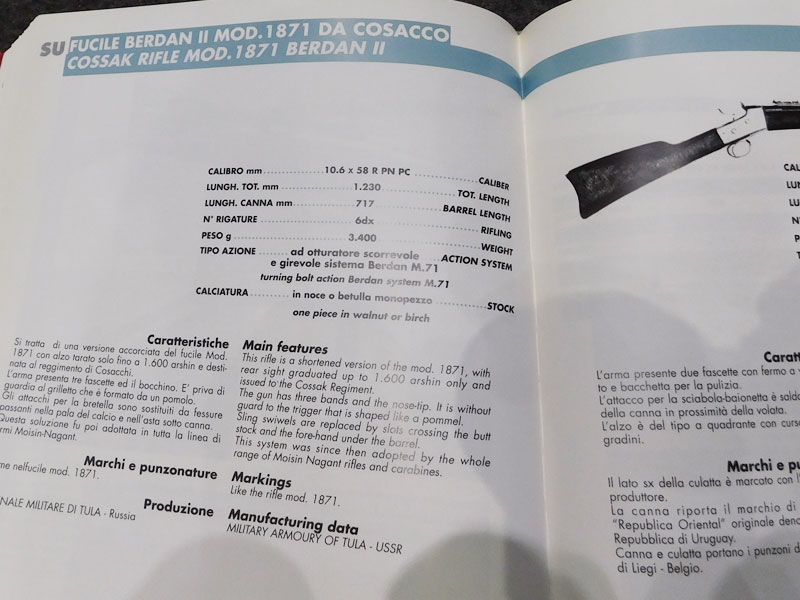 SU FUCILE BERDAN II MOD.1871 DA COSACCO
COSSAK RIFLE MOD.1871 BERDAN II
CALIBRO mm 10.6 x 58 R PN PC CALIBER
LUNGH. TOT. mm 1.230 TOT. LENGTH
LUNGH. CANNA mm 717 BARREL LENGTH
N° RIGATURE 6dx RIFLING
PESO g 3.400 WEIGHT
TIPO AZIONE ad otturatore scorrevole ACTION SYSTEM
e girevole sistema Berdan M.71
turning bolt action Berdan system M.71
CALCIATURA in noce o betulla monopezzo STOCK
one piece in walnut or birch
Caratteristiche
Si tratta di una versione accorciata del fucile Mod.
1871 con alzo tarato solo fino a 1.600 arshin e desti-
nata al reggimento di Cosacchi.
L'arma presenta tre fascette ed il bocchino. E' priva di
guardia al grilletto che è formato da un pomolo.
Gli attacchi per la bretella sono sostituiti da fessure
passanti nella pala del calcio e nell'asta sotto canna.
Questa soluzione fu poi adottata in tutta la linea di
armi Moisin-Nagant.
Marchi e punzonature
me nelfucile mod. 1871.
Produzione
NALE MILITARE DI TULA - Russia
Main features
This rifle is a shortened version of the mod. 1871, with
rear sight graduated up to 1.600 arshin only and
issued to the Cossak Regiment.
The gun has three bands and the nose-tip. It is without
guard to the trigger that is shaped like a pommel.
Sling swivels are replaced by slots crossing the butt
stock and the fore-hand under the barrel.
This system was since then adopted by the whole
range of Moisin Nagant rifles and carabines.
Markings
Like the rifle mod. 1871.
Manufacturing data
MILITARY ARMOURY OF TULA - USSR
CAL
LUN
LU
N
P
T
Caratt
L'arma presente due fascette con fermo a v
to e bacchetta per la pulizia.
L'attacco per la sciabola-baionetta è salda
della canna in prossimità della volata.
L'alzo è del tipo a quadrante con curso
gradini.
Marchi e pu
Il lato sx della culatta è marcato con l'
produttore.
La canna riporta il marchio di
"Republica Oriental" originale deno
Repubblica di Uruguay.
Canna e culatta portano i punzoni d
di Liegi - Belgio.